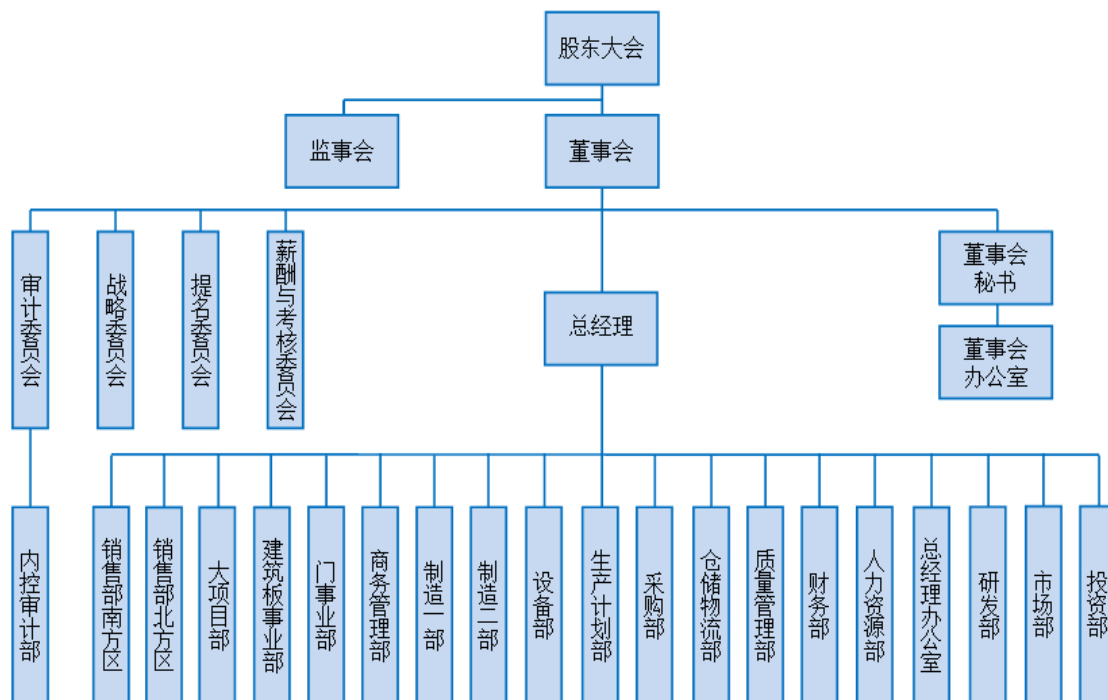 股东大会
监事会
董事会
审计委员会
战略委员会
提名委员会
薪酬与考核委员会
总经理
董事会
秘书
董事会
办公室
内控审计部
销售部南方区
销售部北方区
大项目部
建筑板事业部
门事业部
商务管理部
制造一部
制造二部
设备部
生产计划部
采购部
仓储物流部
质量管理部
财务部
人力资源部
总经理办公室
研发部
市场部
投资部